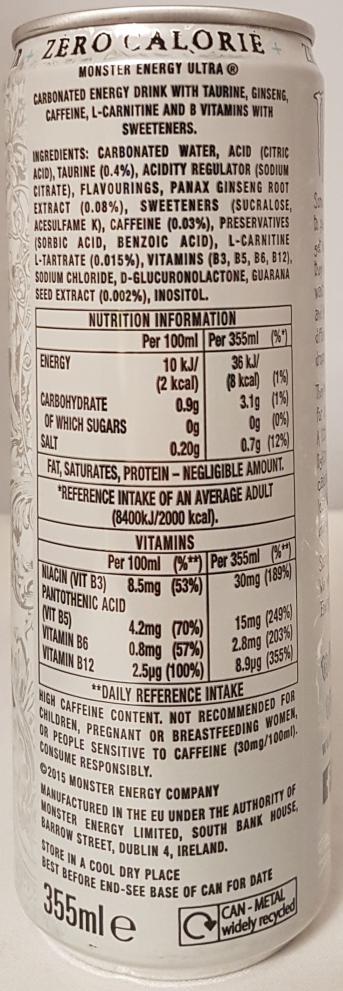 ZERO CALORIE
MONSTER ENERGY ULTRA ®
CARBONATED ENERGY DRINK WITH TAURINE, GINSENG,
CAFFEINE, L-CARNITINE AND B VITAMINS WITH
SWEETENERS.
INGREDIENTS: CARBONATED WATER, ACID (CITRIC
ACID), TAURINE (0.4%), ACIDITY REGULATOR (SODIUM
CITRATE), FLAVOURINGS, PANAX GINSENG ROOT
EXTRACT (0.08%), SWEETENERS (SUCRALOSE,
ACESULFAME K), CAFFEINE (0.03%), PRESERVATIVES
(SORBIC ACID, BENZOIC ACID), L-CARNITINE
L-TARTRATE (0.015%), VITAMINS (B3, B5, B6, B12),
SODIUM CHLORIDE, D-GLUCURONOLACTONE, GUARANA
SEED EXTRACT (0.002%), INOSITOL.
NUTRITION INFORMATION
Per 100ml Per 355ml (%*)
ENERGY 10 kJ/ 36 kJ/
(2 kcal) (8 kcal) (1%)
CARBOHYDRATE 0.9g 3.1g (1%)
OF WHICH SUGARS 0g 0g (0%)
SALT 0.20g 0.7g (12%)
FAT, SATURATES, PROTEIN – NEGLIGIBLE AMOUNT.
*REFERENCE INTAKE OF AN AVERAGE ADULT
(8400kJ/2000 kcal).
VITAMINS
Per 100ml (%**) Per 355ml (%**)
NIACIN (VIT B3) 8.5mg (53%) 30mg (189%)
PANTOTHENIC ACID
(VIT B5) 4.2mg (70%) 15mg (249%)
VITAMIN B6 0.8mg (57%) 2.8mg (203%)
VITAMIN B12 2.5µg (100%) 8.9µg (355%)
**DAILY REFERENCE INTAKE
HIGH CAFFEINE CONTENT. NOT RECOMMENDED FOR
CHILDREN, PREGNANT OR BREASTFEEDING WOMEN,
OR PEOPLE SENSITIVE TO CAFFEINE (30mg/100ml).
CONSUME RESPONSIBLY.
©2015 MONSTER ENERGY COMPANY
MANUFACTURED IN THE EU UNDER THE AUTHORITY OF
MONSTER ENERGY LIMITED, SOUTH BANK HOUSE,
BARROW STREET, DUBLIN 4, IRELAND.
STORE IN A COOL DRY PLACE
BEST BEFORE END-SEE BASE OF CAN FOR DATE
355ml e
CAN - METAL
widely recycled